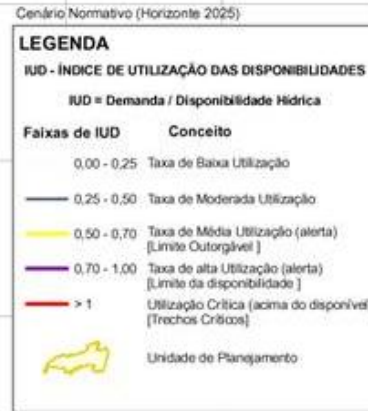 Cenário Normativo (Horizonte 2025)
LEGENDA
IUD - ÍNDICE DE UTILIZAÇÃO DAS DISPONIBILIDADES
IUD = Demanda / Disponibilidade Hídrica
Faixas de IUD Conceito
0,00 - 0,25 Taxa de Baixa Utilização
0,25 - 0,50 Taxa de Moderada Utilização
0,50 - 0,70 Taxa de Média Utilização (alerta)
[Limite Outorgável ]
0,70 - 1,00 Taxa de alta Utilização (alerta)
[Limite da disponibilidade ]
> 1 Utilização Crítica (acima do disponível
[Trechos Críticos]
Unidade de Planejamento